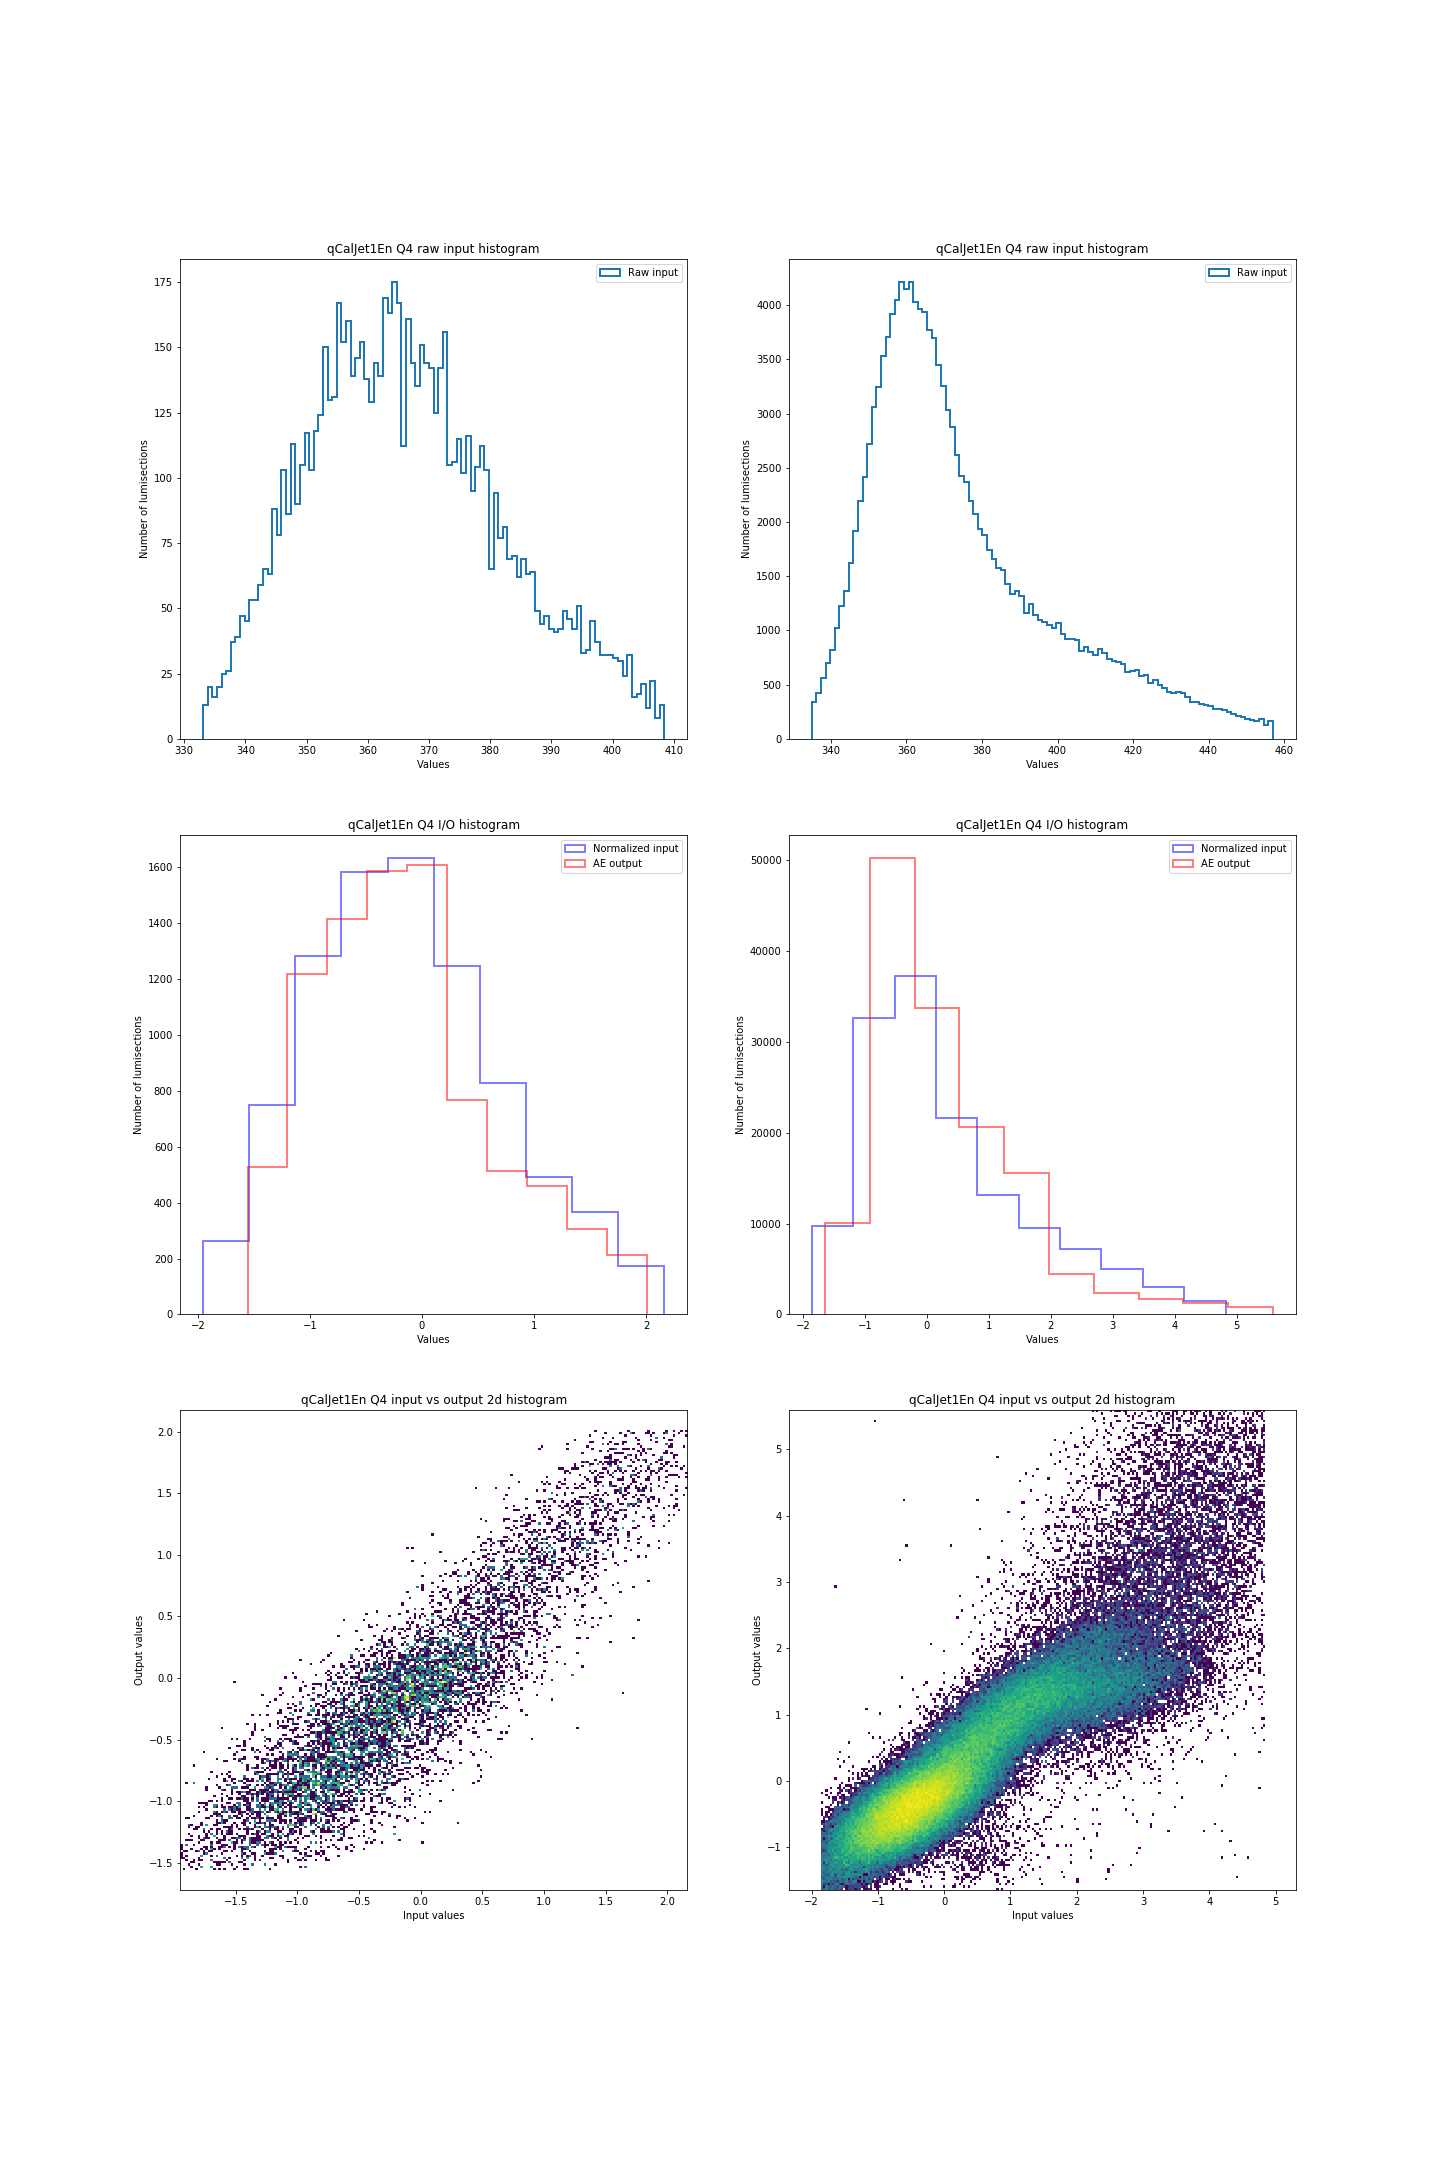 qCalJet1En Q4 raw input histogram
Raw input
175
150
125
100
75
50
25
0
Number of lumisections
330 340 350 360 370 380 390 400 410
Values
qCalJet1En Q4 raw input histogram
Raw input
4000
3500
3000
2500
2000
1500
1000
500
0
Number of lumisections
340 360 380 400 420 440 460
Values
qCalJet1En Q4 I/O histogram
Normalized input
AE output
1600
1400
1200
1000
800
600
400
200
0
Number of lumisections
−2 −1 0 1 2
Values
qCalJet1En Q4 I/O histogram
Normalized input
AE output
50000
40000
30000
20000
10000
0
Number of lumisections
−2 −1 0 1 2 3 4 5
Values
qCalJet1En Q4 input vs output 2d histogram
2.0
1.5
1.0
0.5
0.0
−0.5
−1.0
−1.5
Output values
−1.5 −1.0 −0.5 0.0 0.5 1.0 1.5 2.0
Input values
qCalJet1En Q4 input vs output 2d histogram
5
4
3
2
1
0
−1
Output values
−2 −1 0 1 2 3 4 5
Input values